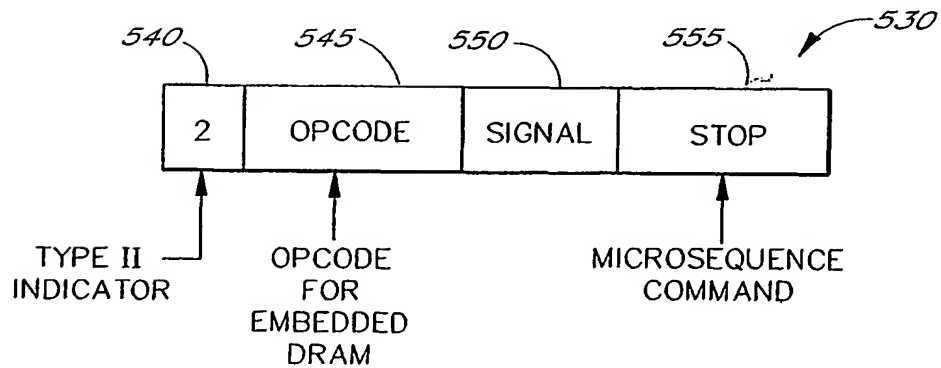 540 545 550 555 530
2 OPCODE SIGNAL STOP
TYPE II
INDICATOR
OPCODE
FOR
EMBEDDED
DRAM
MICROSEQUENCE
COMMAND